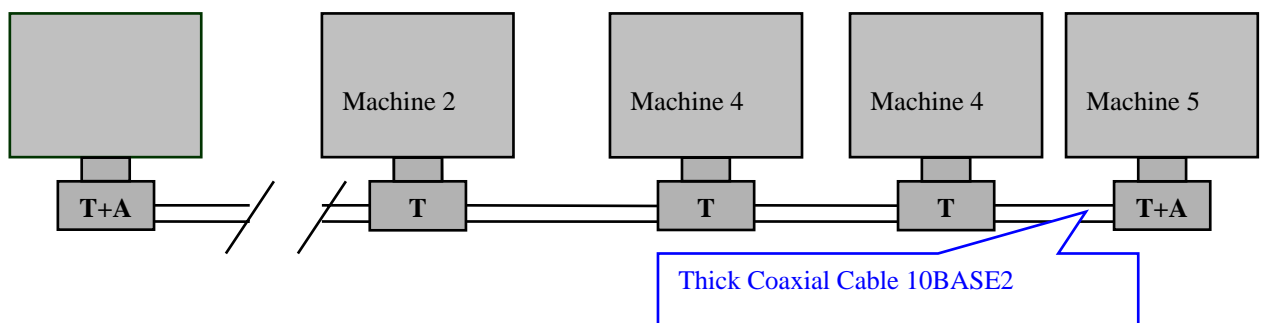 Machine 2
Machine 4
Machine 4
Machine 5
T+A
T
T
T
T+A
Thick Coaxial Cable 10BASE2